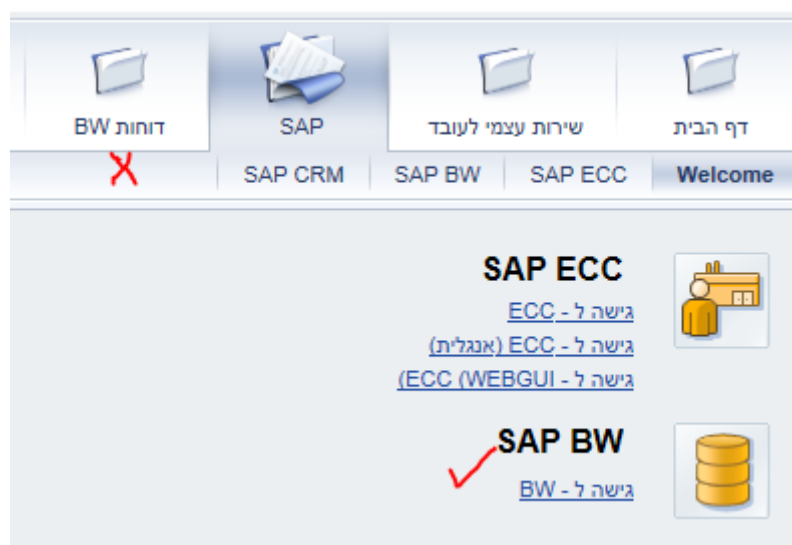 דף הבית
שירות עצמי לעובד
SAP
דוחות BW
Welcome
SAP ECC
SAP BW
SAP CRM
SAP ECC
גישה ל - ECC
גישה ל - ECC (אנגלית)
גישה ל - ECC (WEBGUI)
SAP BW
גישה ל - BW